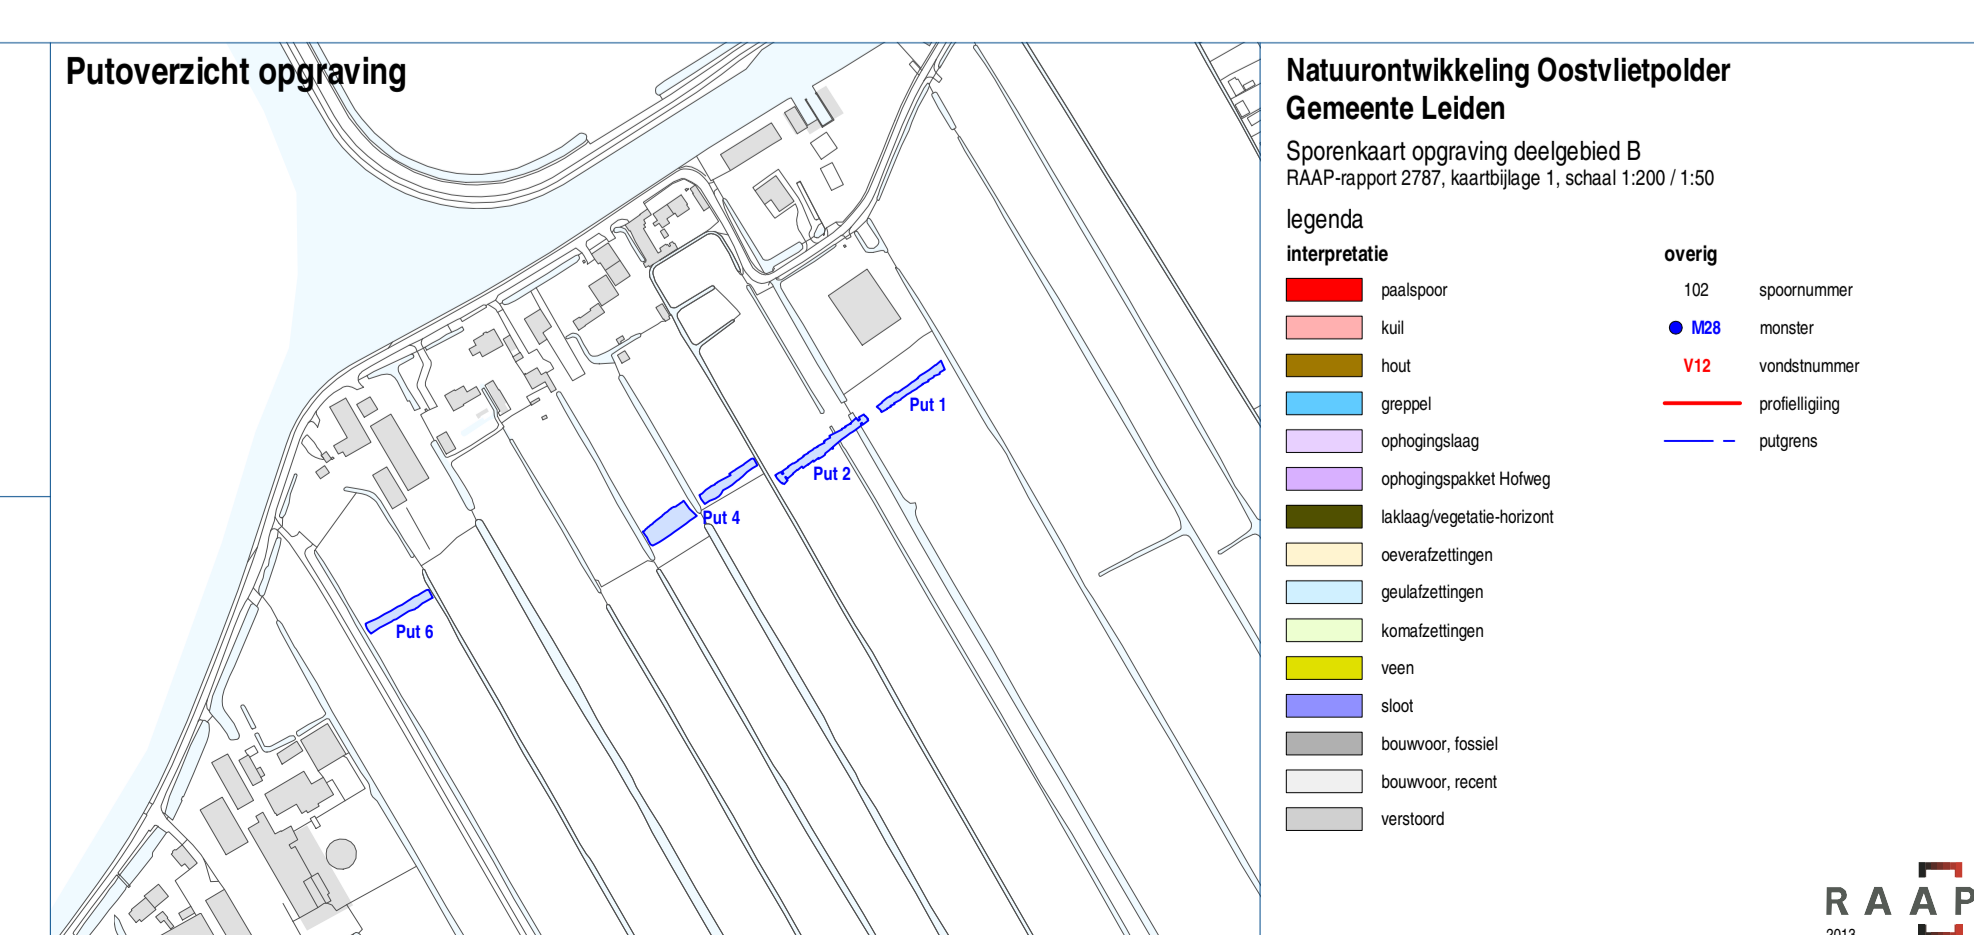 Putoverzicht opgraving
Put 1
Put 2
Put 4
Put 6
Natuurontwikkeling Oostvlietpolder
Gemeente Leiden
Sporenkaart opgraving deelgebied B
RAAP-rapport 2787, kaartbijlage 1, schaal 1:200 / 1:50
legenda
interpretatie
paalspoor
kuil
hout
greppel
ophogingslaag
ophogingspakket Hofweg
laklaag/vegetatie-horizont
oeverafzettingen
geulafzettingen
komafzettingen
veen
sloot
bouwvoor, fossiel
bouwvoor, recent
verstoord
overig
102 spoornummer
M28 monster
V12 vondstnummer
profielligiing
putgrens
RAAP
2013